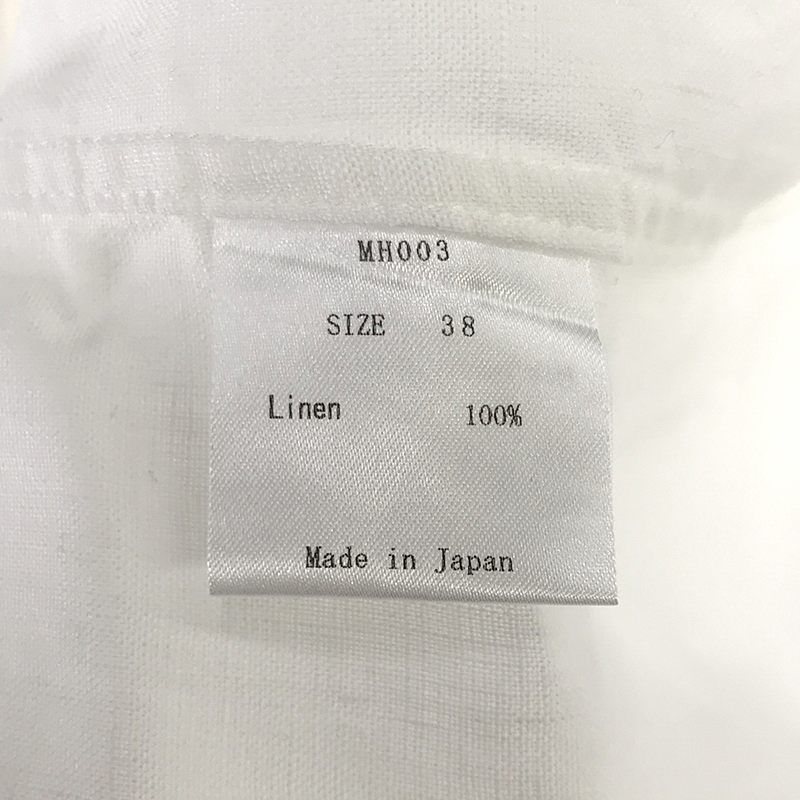 MH003
SIZE 38
Linen 100%
Made in Japan